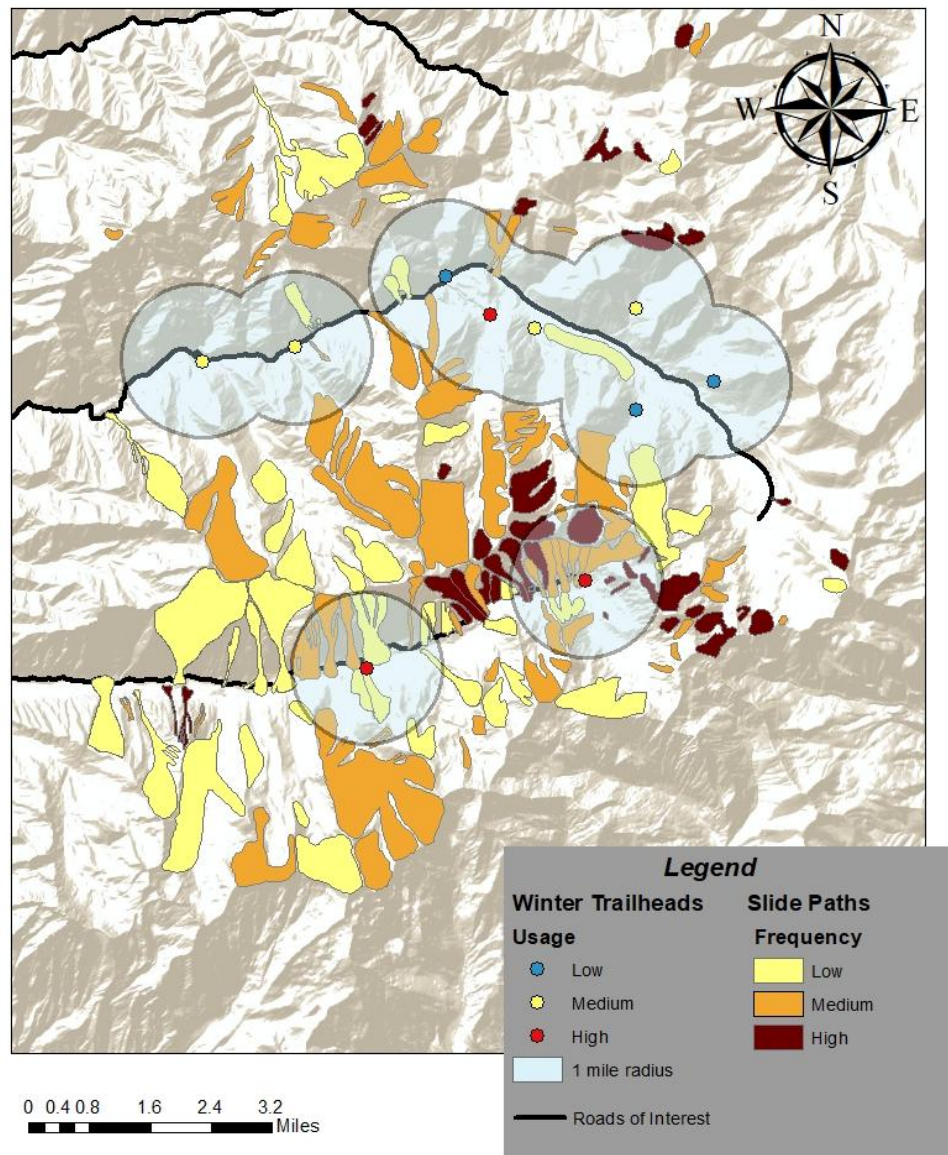 N
W E
S
Legend
Winter Trailheads Slide Paths
Usage Frequency
Low Low
Medium Medium
High High
1 mile radius
Roads of Interest
0 0.4 0.8 1.6 2.4 3.2
Miles